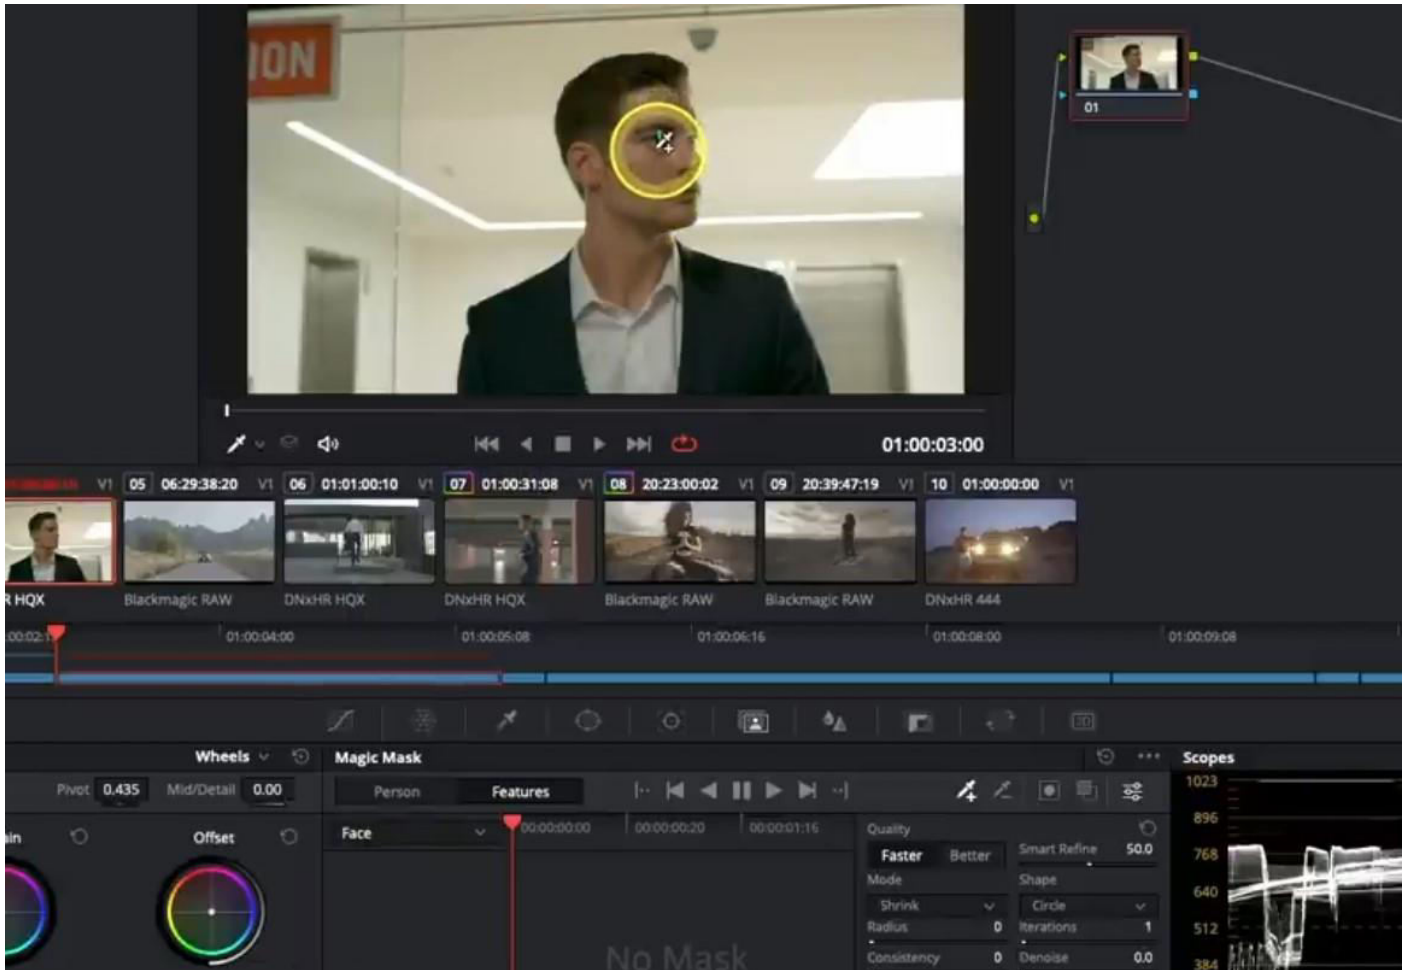 ION
01
01:00:03:00
V1 05 06:29:38:20 V1 06 01:01:00:10 V1 07 01:00:31:08 V1 08 20:23:00:02 V1 09 20:39:47:19 V1 10 01:00:00:00 V1
R HQX Blackmagic RAW DNxHR HQX DNxHR HQX Blackmagic RAW Blackmagic RAW DNxHR 444
01:00:04:00 01:00:05:08 01:00:06:16 01:00:08:00 01:00:09:08
3D
Wheels Magic Mask Scopes
Pivot 0.435 Mid/Detail 0.00 Person Features 1023
ain Offset Face 00:00:00:00 00:00:00:20 00:00:01:16 Quality 896
Faster Better Smart Refine 50.0 768
Mode Shape
Shrink Circle 640
Radius 0 Iterations 1 512
No Mask Consistency 0 Denoise 0.0 384